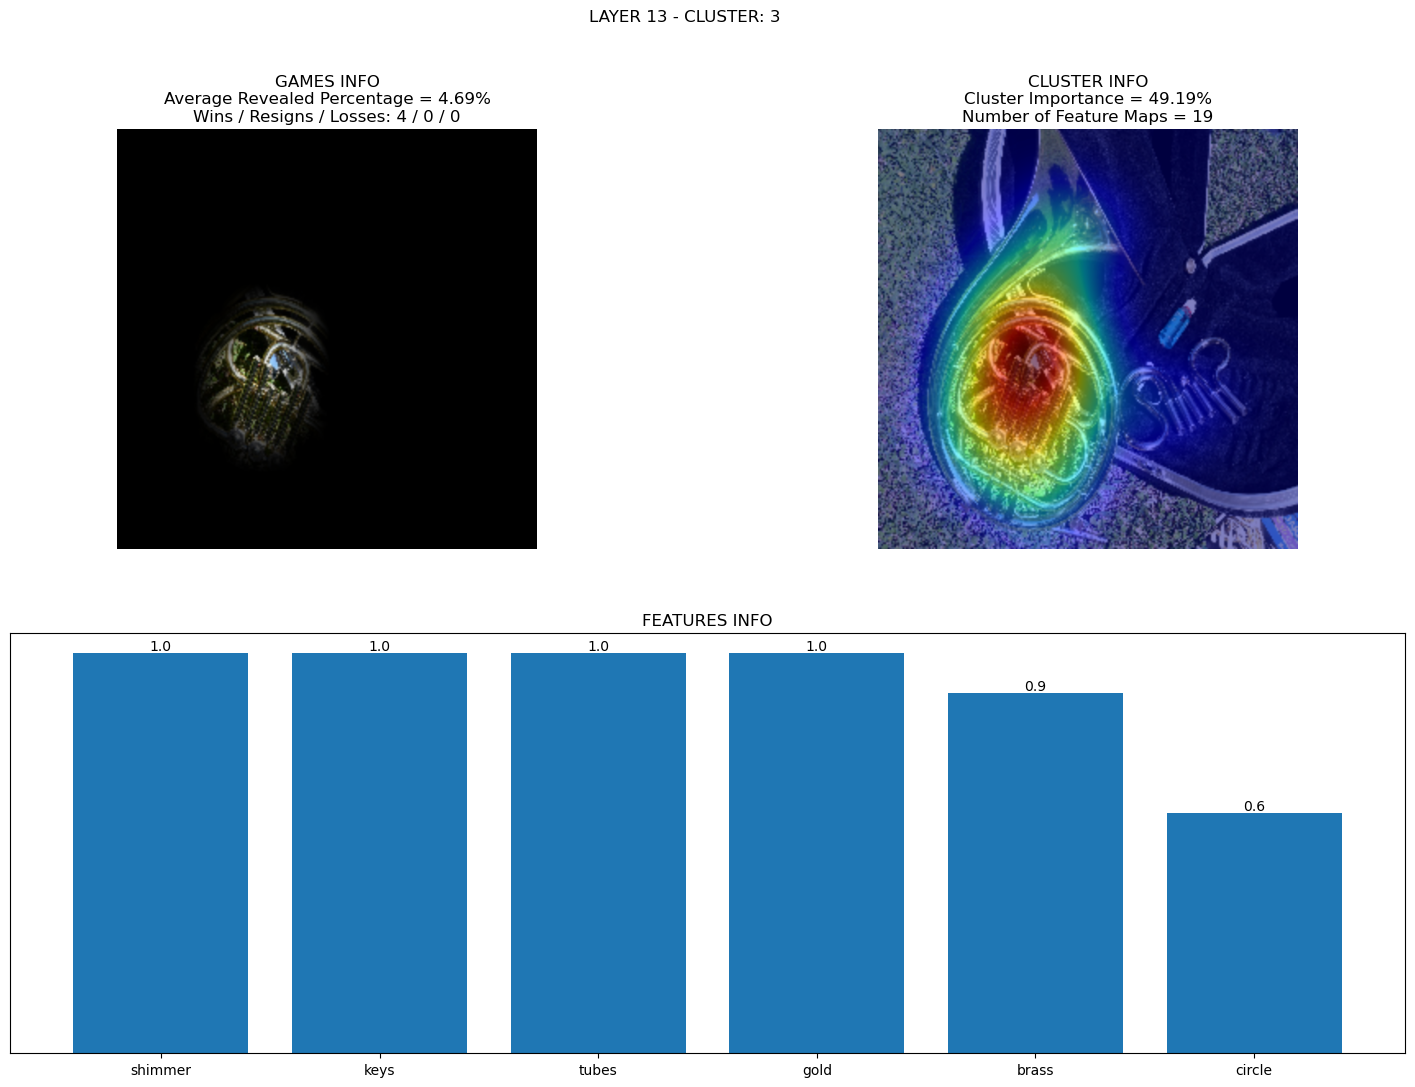 LAYER 13 - CLUSTER: 3
GAMES INFO
Average Revealed Percentage = 4.69%
Wins / Resigns / Losses: 4 / 0 / 0
CLUSTER INFO
Cluster Importance = 49.19%
Number of Feature Maps = 19
FEATURES INFO
1.0 1.0 1.0 1.0 0.9 0.6
shimmer keys tubes gold brass circle